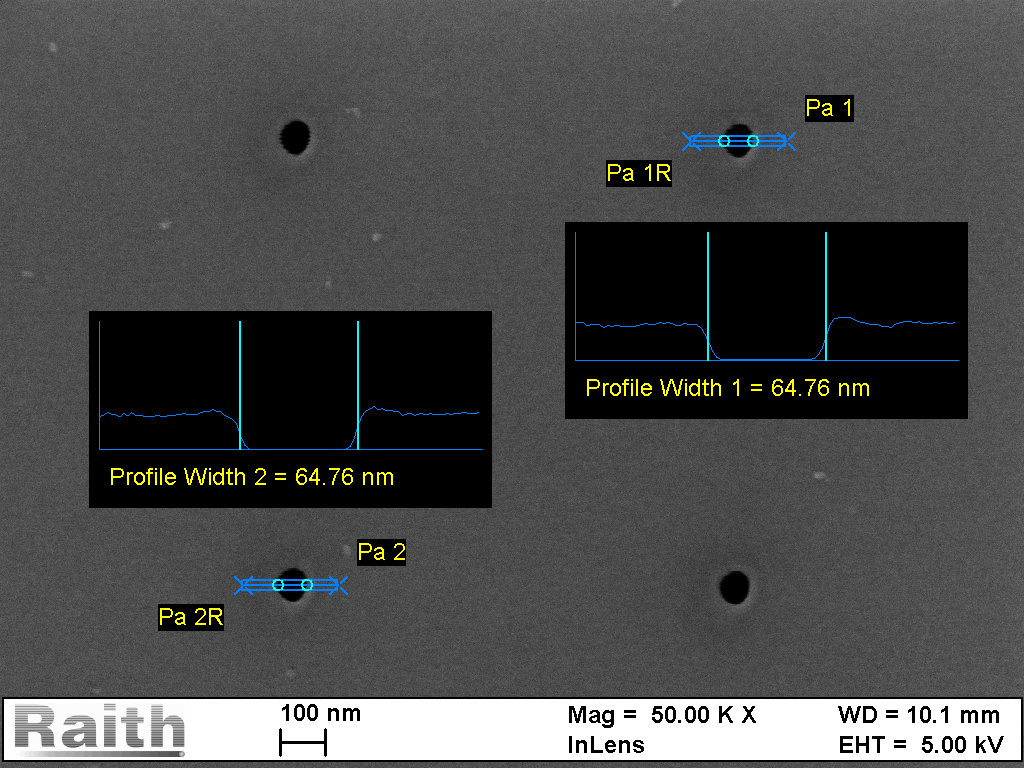 Pa 1
Pa 1R
Profile Width 1 = 64.76 nm
Profile Width 2 = 64.76 nm
Pa 2
Pa 2R
Raith
100 nm
Mag = 50.00 K X
InLens
WD = 10.1 mm
EHT = 5.00 kV